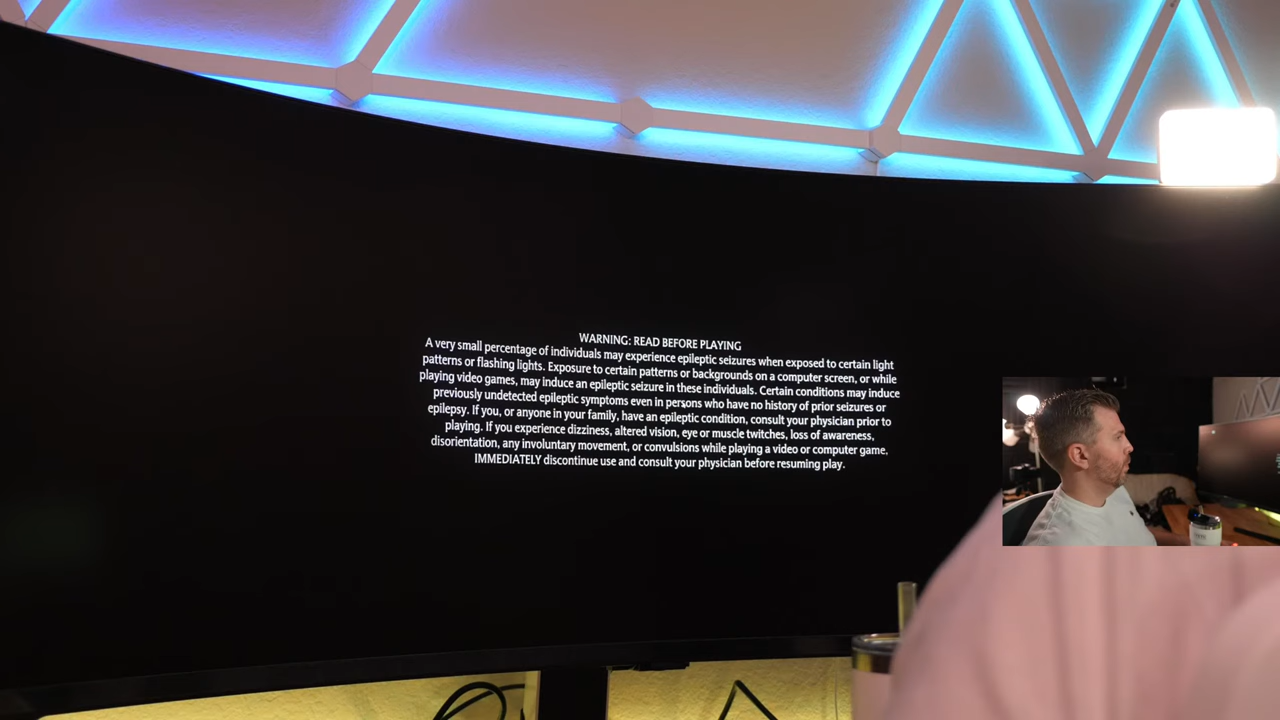 WARNING: READ BEFORE PLAYING
A very small percentage of individuals may experience epileptic seizures when exposed to certain light
patterns or flashing lights. Exposure to certain patterns or backgrounds on a computer screen, or while
playing video games, may induce an epileptic seizure in these individuals. Certain conditions may induce
previously undetected epileptic symptoms even in persons who have no history of prior seizures or
epilepsy. If you, or anyone in your family, have an epileptic condition, consult your physician prior to
playing. If you experience dizziness, altered vision, eye or muscle twitches, loss of awareness,
disorientation, any involuntary movement, or convulsions while playing a video or computer game,
IMMEDIATELY discontinue use and consult your physician before resuming play.